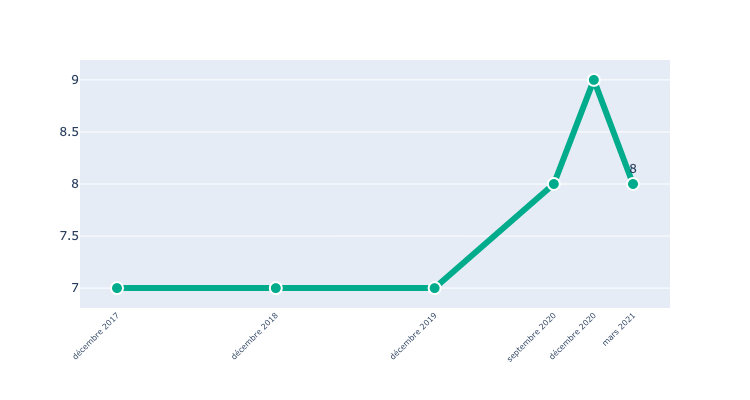 9
8.5
8
7.5
7
8
décembre 2017
décembre 2018
décembre 2019
septembre 2020
décembre 2020
mars 2021